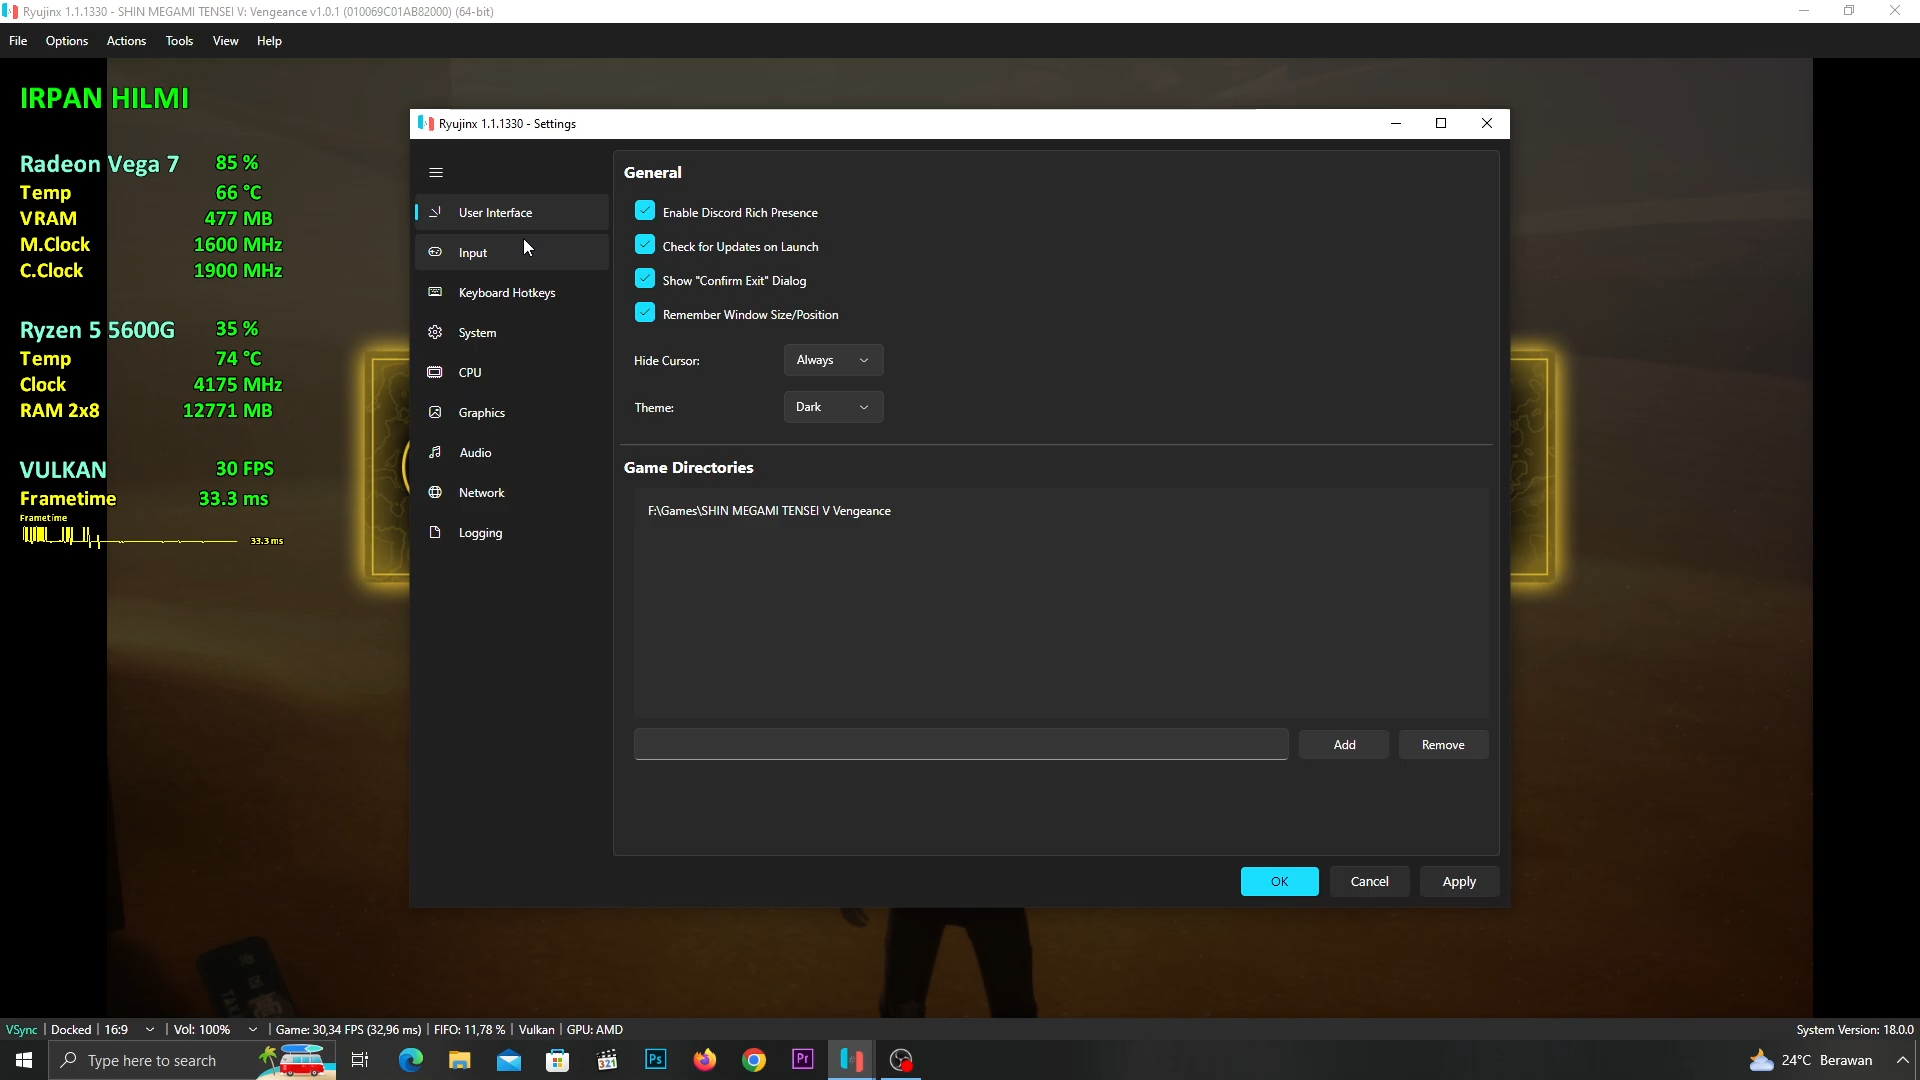 Ryujinx 1.1.1330 - SHIN MEGAMI TENSEI V: Vengeance v1.0.1 (010069C01AB82000) (64-bit)
File Options Actions Tools View Help
IRPAN HILMI
Radeon Vega 7 85 %
Temp 66 °C
VRAM 477 MB
M.Clock 1600 MHz
C.Clock 1900 MHz
Ryzen 5 5600G 35 %
Temp 74 °C
Clock 4175 MHz
RAM 2x8 12771 MB
VULKAN 30 FPS
Frametime 33.3 ms
Frametime
33.3 ms
Ryujinx 1.1.1330 - Settings
User Interface
Input
Keyboard Hotkeys
System
CPU
Graphics
Audio
Network
Logging
General
Enable Discord Rich Presence
Check for Updates on Launch
Show "Confirm Exit" Dialog
Remember Window Size/Position
Hide Cursor: Always
Theme: Dark
Game Directories
F:\Games\SHIN MEGAMI TENSEI V Vengeance
Add Remove
OK Cancel Apply
VSync Docked 16:9 Vol: 100% Game: 30,34 FPS (32,96 ms) FIFO: 11,78 % Vulkan GPU: AMD System Version: 18.0.0
Type here to search 321 Ps Pr 24°C Berawan